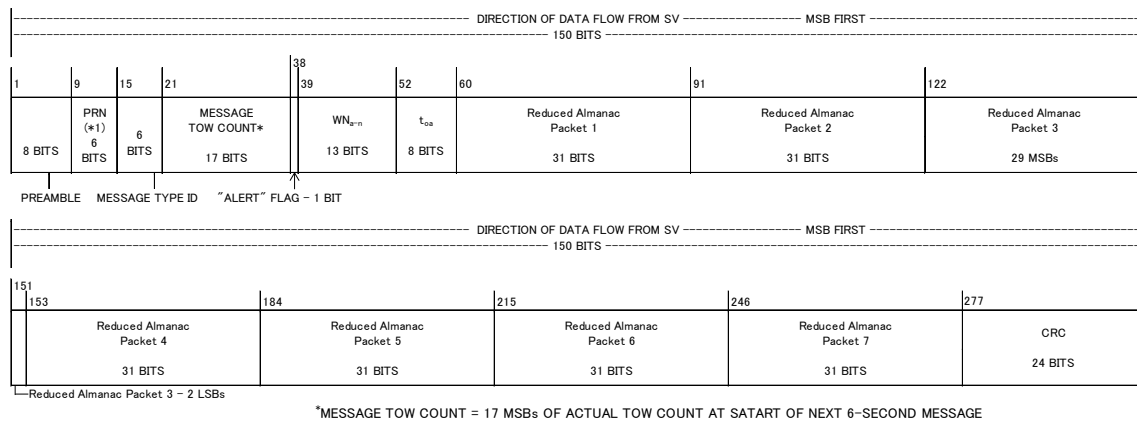 DIRECTION OF DATA FLOW FROM SV MSB FIRST
150 BITS
38
1 9 15 21 39 52 60 91 122
8 BITS
PRN
(*1)
6
BITS
6
BITS
MESSAGE
TOW COUNT*
17 BITS
WNa-n
13 BITS
toa
8 BITS
Reduced Almanac
Packet 1
31 BITS
Reduced Almanac
Packet 2
31 BITS
Reduced Almanac
Packet 3
29 MSBs
PREAMBLE MESSAGE TYPE ID "ALERT" FLAG - 1 BIT
DIRECTION OF DATA FLOW FROM SV MSB FIRST
150 BITS
151
153 184 215 246 277
Reduced Almanac
Packet 4
31 BITS
Reduced Almanac
Packet 5
31 BITS
Reduced Almanac
Packet 6
31 BITS
Reduced Almanac
Packet 7
31 BITS
CRC
24 BITS
Reduced Almanac Packet 3 - 2 LSBs
*MESSAGE TOW COUNT = 17 MSBs OF ACTUAL TOW COUNT AT SATART OF NEXT 6-SECOND MESSAGE